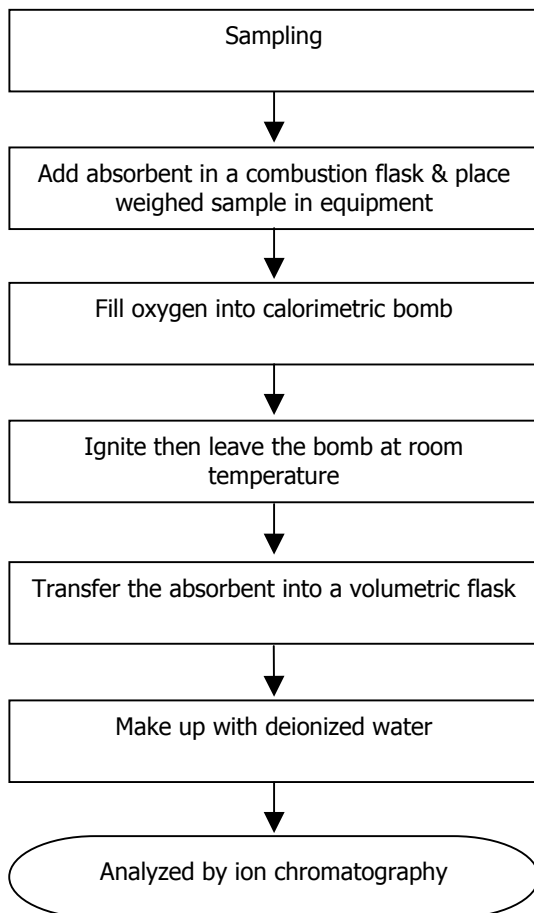 Sampling
Add absorbent in a combustion flask & place
weighed sample in equipment
Fill oxygen into calorimetric bomb
Ignite then leave the bomb at room
temperature
Transfer the absorbent into a volumetric flask
Make up with deionized water
Analyzed by ion chromatography